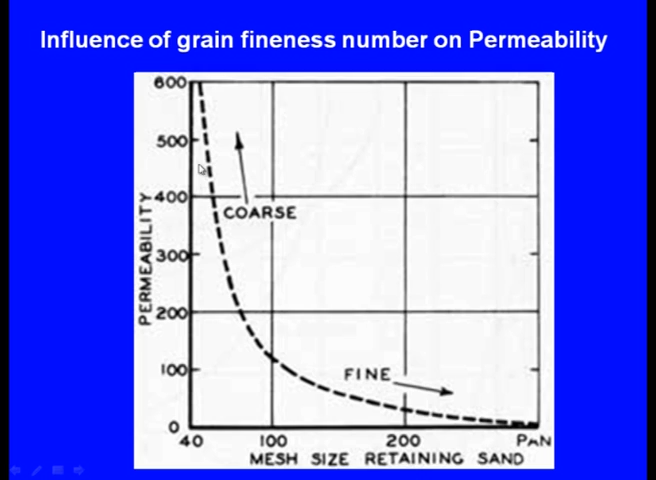 Influence of grain fineness number on Permeability
600
500
400
300
200
100
0
PERMEABILITY
COARSE
FINE
40 100 200 PAN
MESH SIZE RETAINING SAND